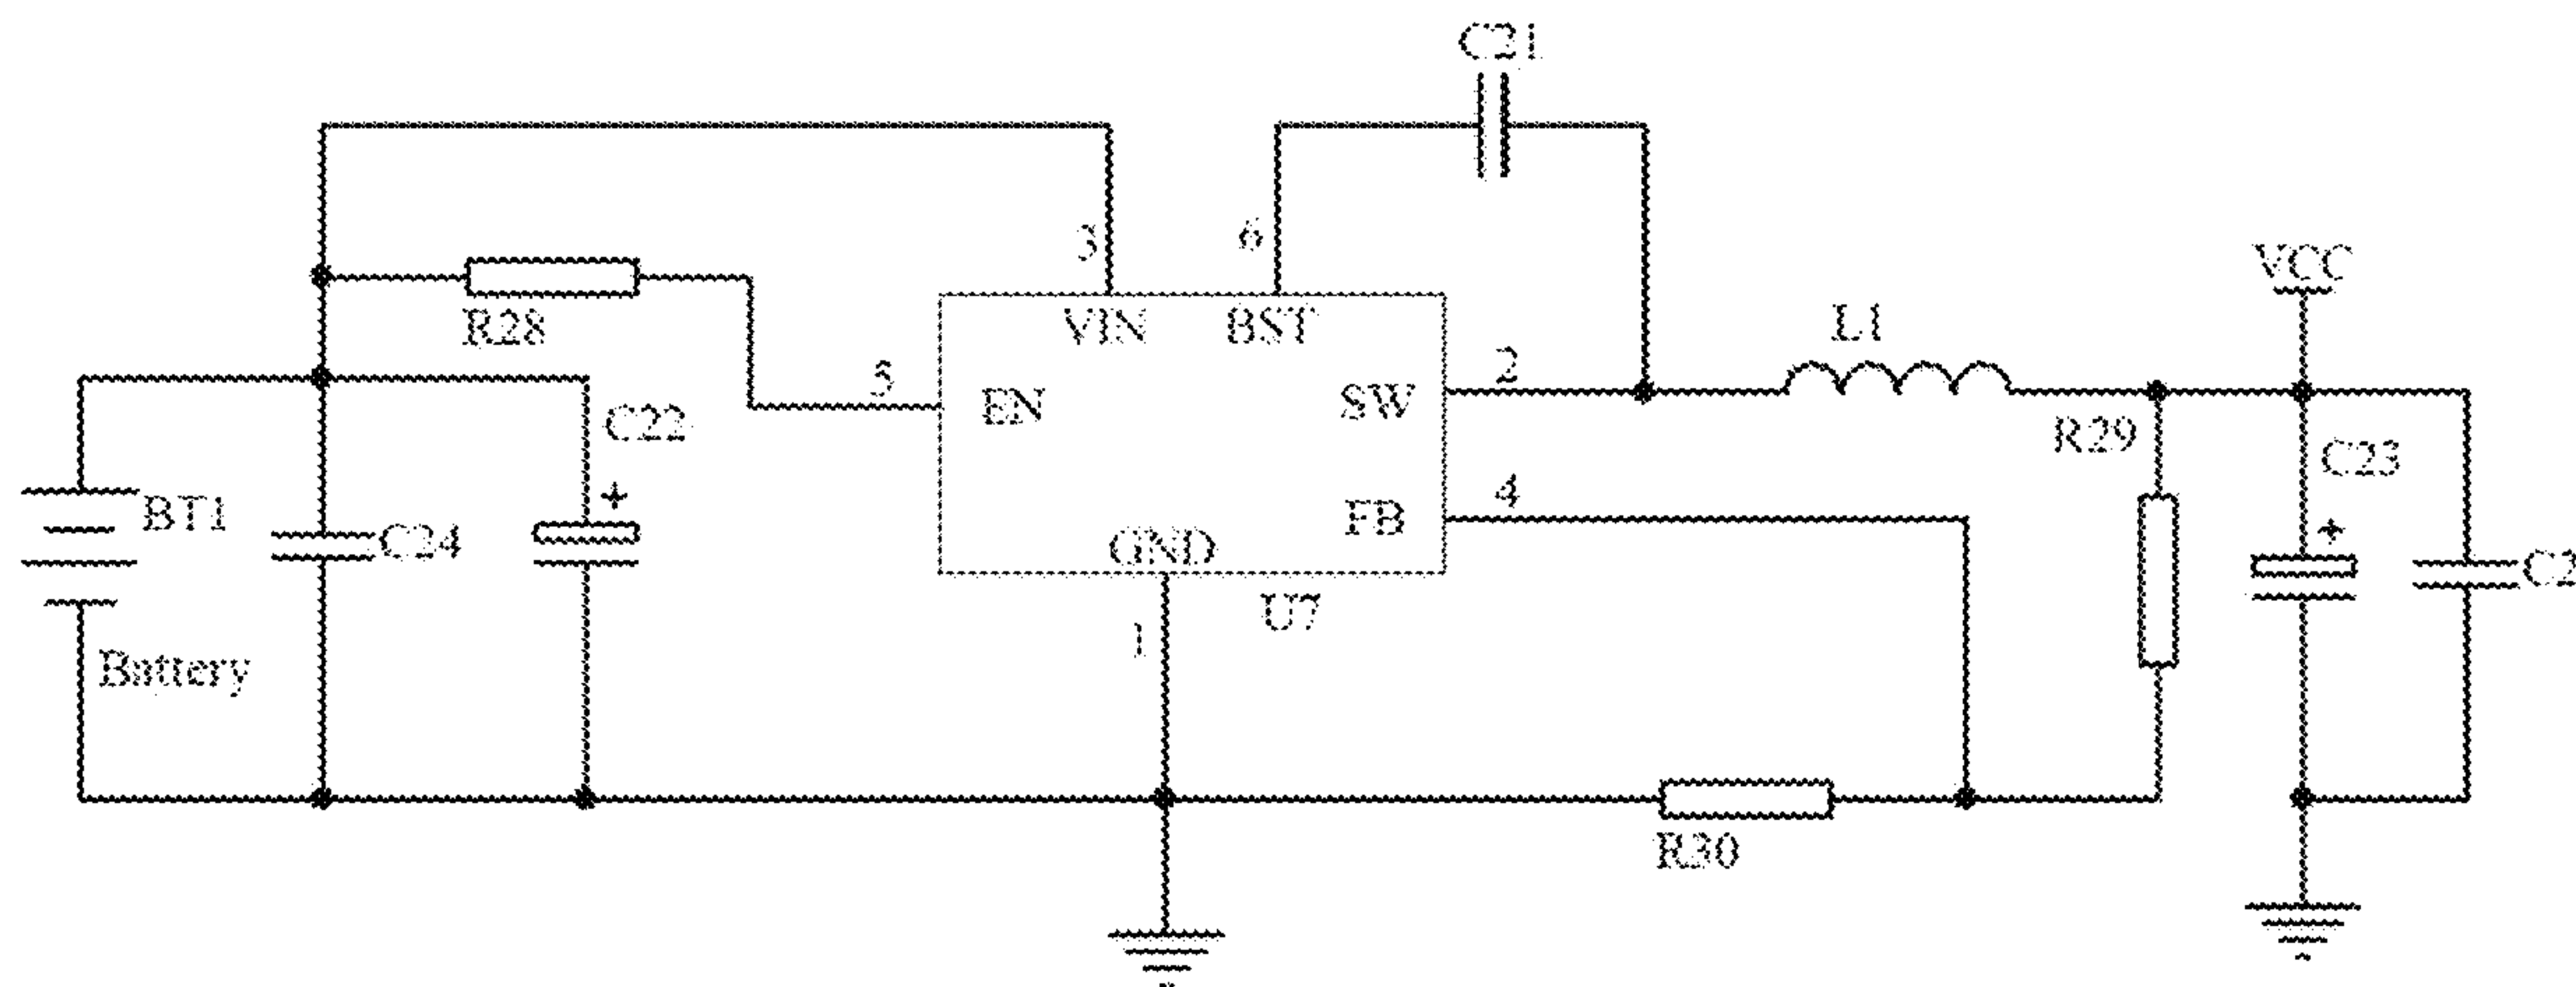 C21
3
6
VCC
R28
VIN
BST
L1
5
2
EN
SW
C22
R29
C23
+
4
BT1
FB
+
C24
GND
U7
1
Battery
R30